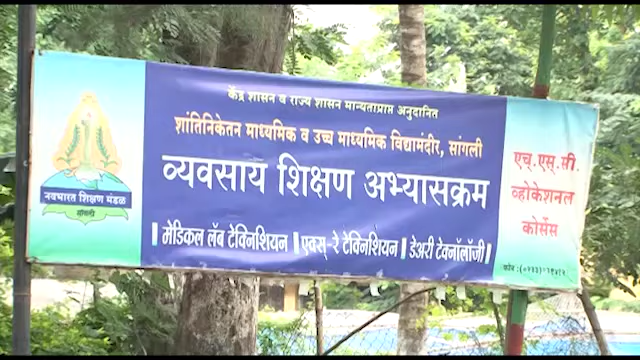 केंद्र शासन व राज्य शासन मान्यताप्राप्त अनुदानित
शांतिनिकेतन माध्यमिक व उच्च माध्यमिक विद्यामंदीर, सांगली
व्यवसाय शिक्षण अभ्यासक्रम
मेडिकल लॅब टेक्निशियन एक्स्-रे टेक्निशियन डेअरी टेक्नॉलॉजी
नवभारत शिक्षण मंडळ
सांगली
एच्.एस्.सी.
व्होकेशनल
कोर्सेस
फोन :